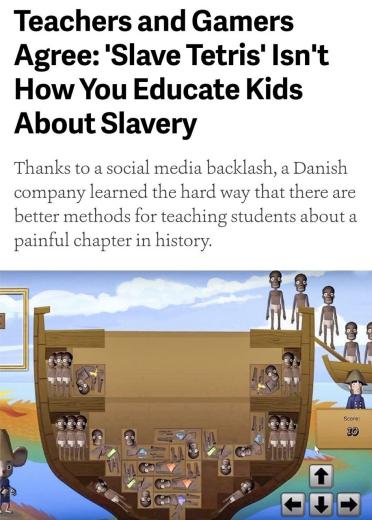 Teachers and Gamers
Agree: 'Slave Tetris' Isn't
How You Educate Kids
About Slavery
Thanks to a social media backlash, a Danish
company learned the hard way that there are
better methods for teaching students about a
painful chapter in history.
Score:
10